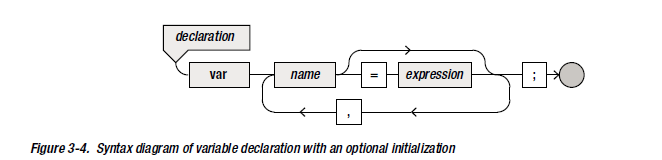 declaration
var name = expression ;
,
Figure 3-4. Syntax diagram of variable declaration with an optional initialization